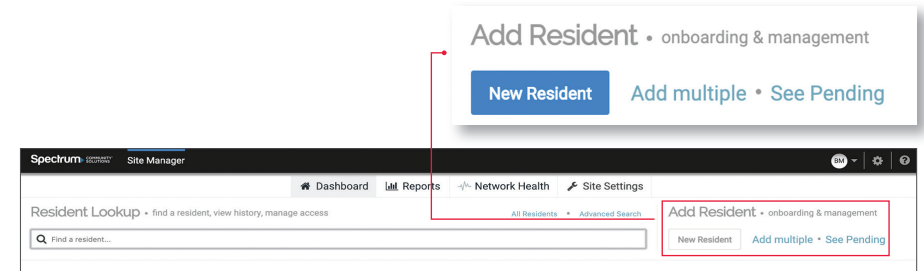 Add Resident • onboarding & management
New Resident Add multiple • See Pending
Spectrum▸ COMMUNITY SOLUTIONS Site Manager BM
Dashboard Reports Network Health Site Settings
Resident Lookup • find a resident, view history, manage access All Residents • Advanced Search
Add Resident • onboarding & management
Find a resident...
New Resident Add multiple • See Pending